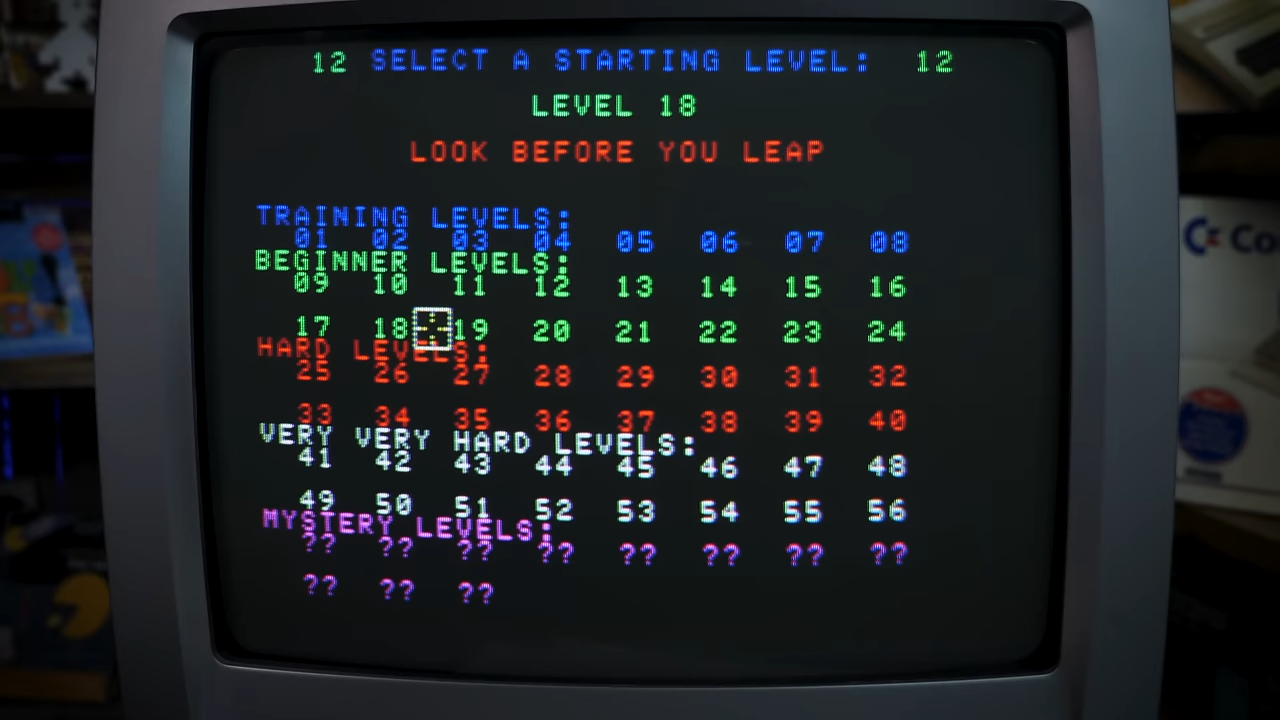 12 SELECT A STARTING LEVEL: 12
LEVEL 18
LOOK BEFORE YOU LEAP
TRAINING LEVELS:
01 02 03 04 05 06 07 08
BEGINNER LEVELS:
09 10 11 12 13 14 15 16
17 18 19 20 21 22 23 24
HARD LEVELS:
25 26 27 28 29 30 31 32
33 34 35 36 37 38 39 40
VERY VERY HARD LEVELS:
41 42 43 44 45 46 47 48
49 50 51 52 53 54 55 56
MYSTERY LEVELS:
?? ?? ?? ?? ?? ?? ?? ??
?? ?? ??
Co